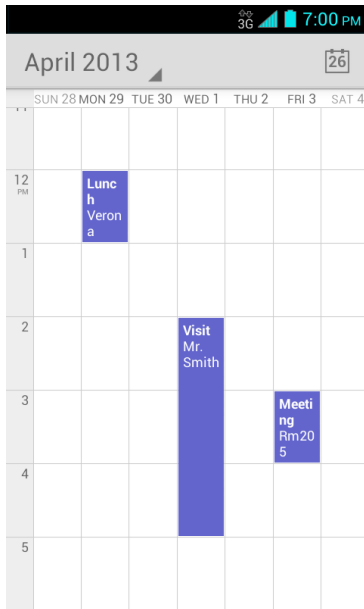 3G 7:00 PM
April 2013
26
SUN 28 MON 29 TUE 30 WED 1 THU 2 FRI 3 SAT 4
12
PM
Lunc
h
Veron
a
1
2
Visit
Mr.
Smith
3
Meeti
ng
Rm20
5
4
5